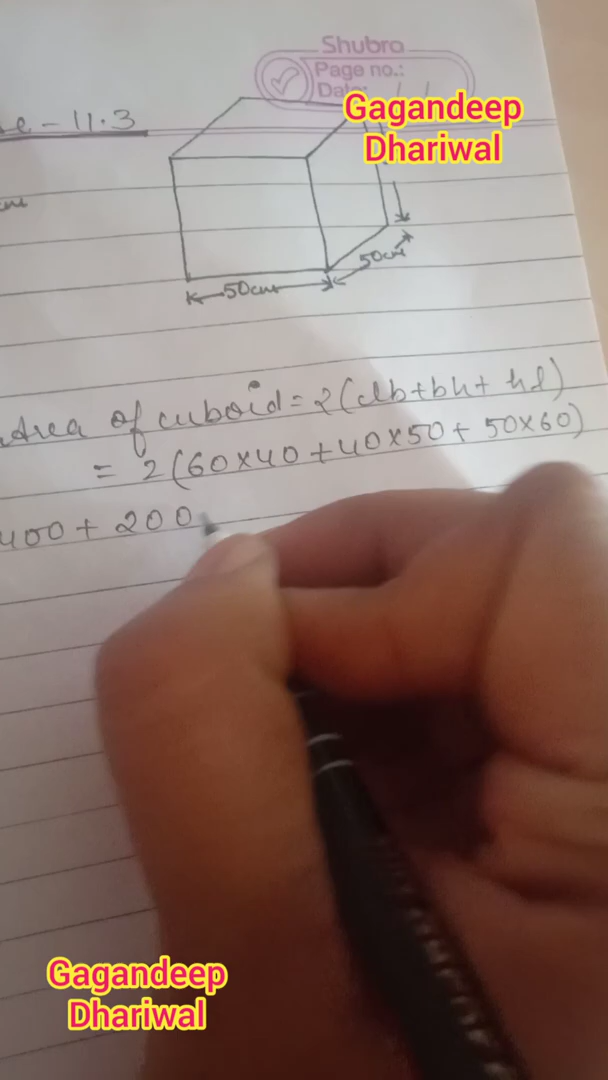 Shubra
Page no.:
Gagandeep
Dhariwal
11.3
50cm
50cm
Area of cuboid = 2(lb+bh+ hl)
= 2(60×40 +40×50 + 50×60)
400 + 200
Gagandeep
Dhariwal